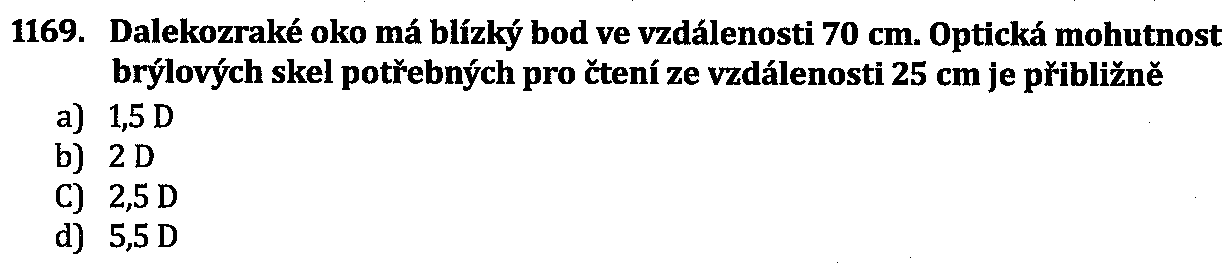 1169. Dalekozraké oko má blízký bod ve vzdálenosti 70 cm. Optická mohutnost
brýlových skel potřebných pro čtení ze vzdálenosti 25 cm je přibližně
a) 1,5 D
b) 2 D
C) 2,5 D
d) 5,5 D